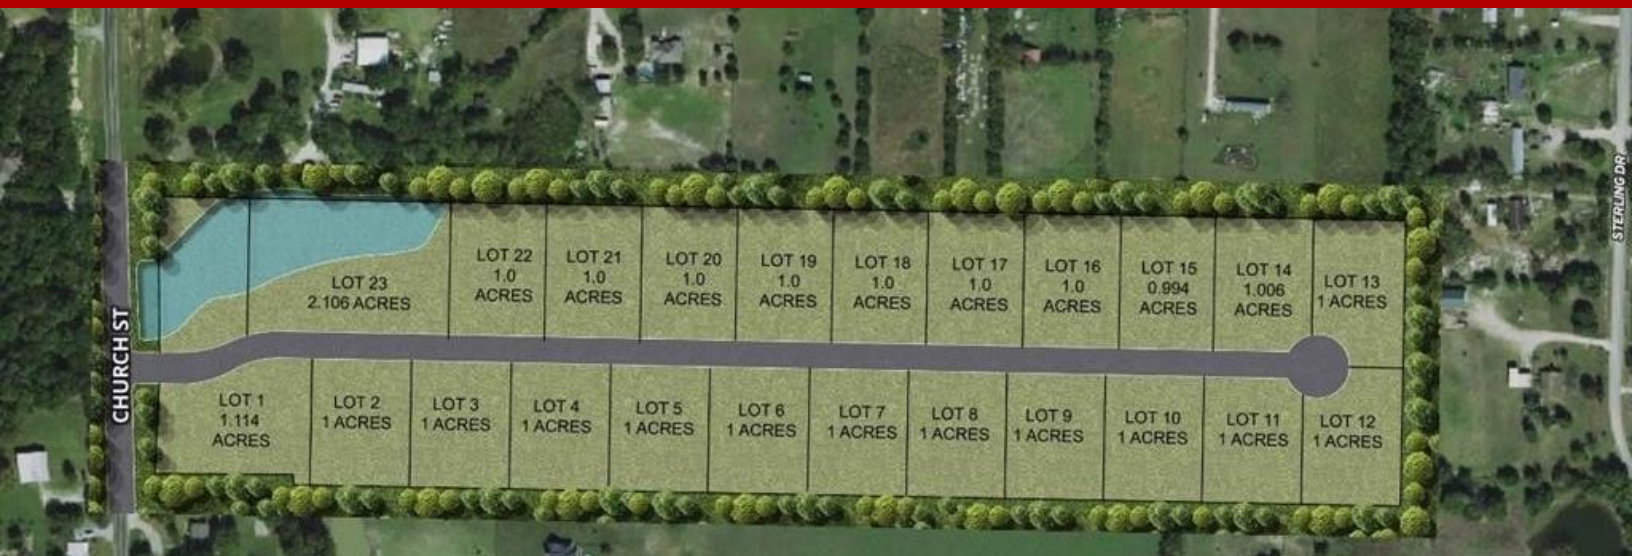 STERLING DR
CHURCH ST
LOT 23
2.106 ACRES
LOT 22
1.0
ACRES
LOT 21
1.0
ACRES
LOT 20
1.0
ACRES
LOT 19
1.0
ACRES
LOT 18
1.0
ACRES
LOT 17
1.0
ACRES
LOT 16
1.0
ACRES
LOT 15
0.994
ACRES
LOT 14
1.006
ACRES
LOT 13
1 ACRES
LOT 1
1.114
ACRES
LOT 2
1 ACRES
LOT 3
1 ACRES
LOT 4
1 ACRES
LOT 5
1 ACRES
LOT 6
1 ACRES
LOT 7
1 ACRES
LOT 8
1 ACRES
LOT 9
1 ACRES
LOT 10
1 ACRES
LOT 11
1 ACRES
LOT 12
1 ACRES